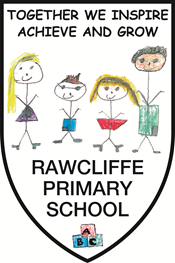 TOGETHER WE INSPIRE
ACHIEVE AND GROW
RAWCLIFFE
PRIMARY
SCHOOL
A
B C